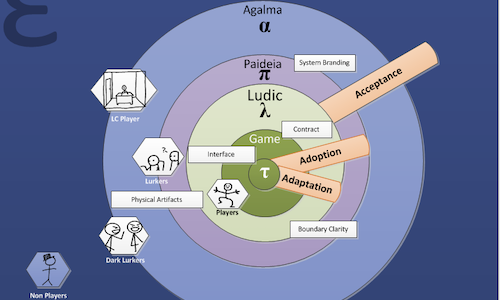 ε
Agalma
α
System Branding
Paideia
π
Acceptance
Ludic
λ
LC Player
Contract
Game
Adoption
?.
Interface
τ
Adaptation
Lurkers
Physical Artifacts
Players
Boundary Clarity
Dark Lurkers
Non Players